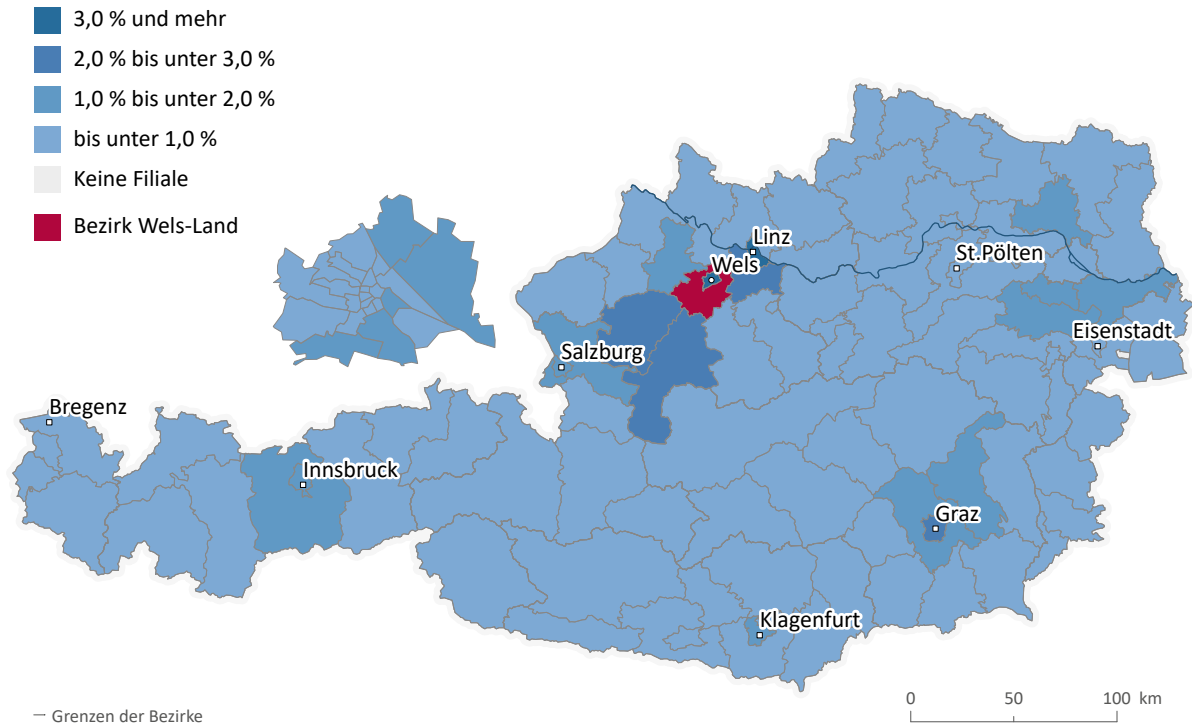 3,0 % und mehr
2,0 % bis unter 3,0 %
1,0 % bis unter 2,0 %
bis unter 1,0 %
Keine Filiale
Bezirk Wels-Land
Linz
Wels
St.Pölten
Eisenstadt
Salzburg
Bregenz
Innsbruck
Graz
Klagenfurt
Grenzen der Bezirke
0 50 100 km